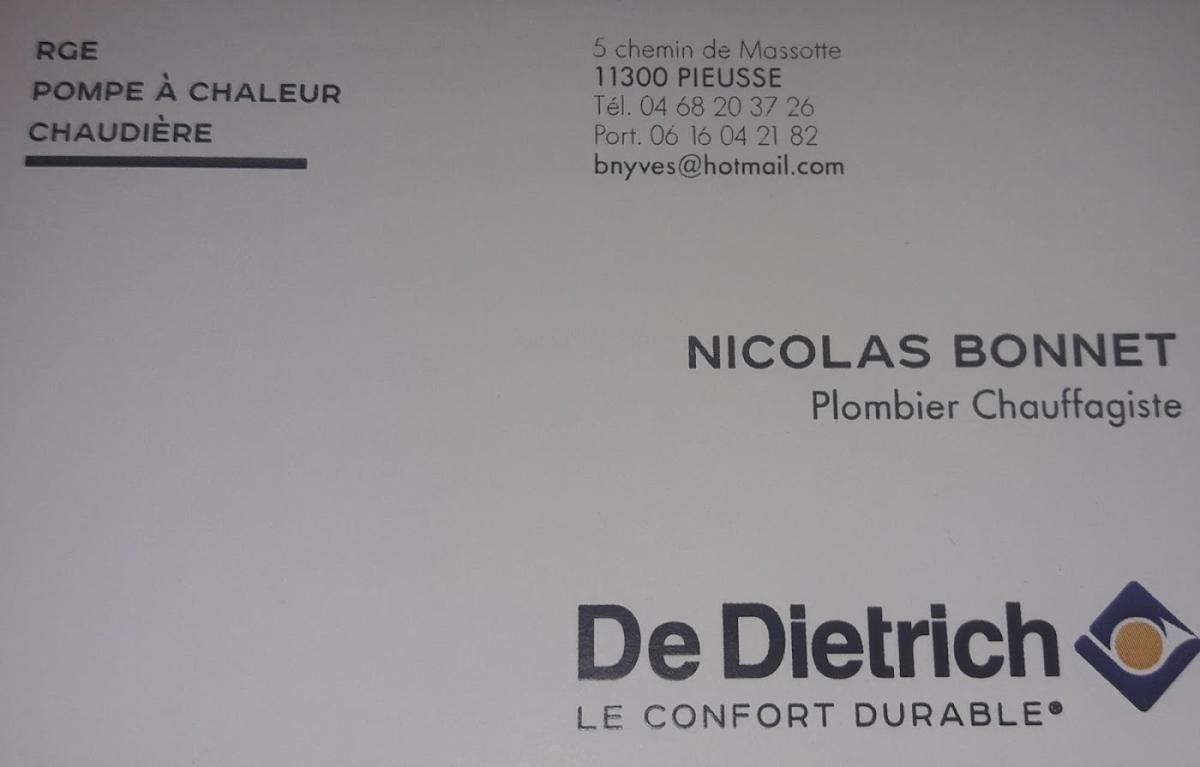 RGE
POMPE À CHALEUR
CHAUDIÈRE
5 chemin de Massotte
11300 PIEUSSE
Tél. 04 68 20 37 26
Port. 06 16 04 21 82
bnyves@hotmail.com
NICOLAS BONNET
Plombier Chauffagiste
De Dietrich
LE CONFORT DURABLE®